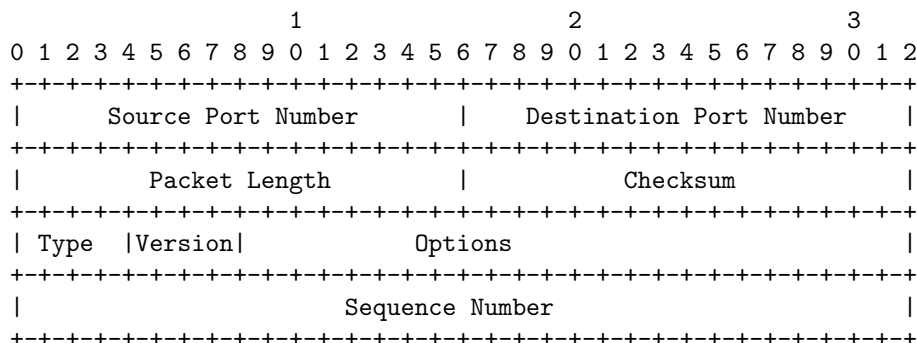 1                   2                   3
0 1 2 3 4 5 6 7 8 9 0 1 2 3 4 5 6 7 8 9 0 1 2 3 4 5 6 7 8 9 0 1 2
+-+-+-+-+-+-+-+-+-+-+-+-+-+-+-+-+-+-+-+-+-+-+-+-+-+-+-+-+-+-+-+-+
|      Source Port Number       |    Destination Port Number    |
+-+-+-+-+-+-+-+-+-+-+-+-+-+-+-+-+-+-+-+-+-+-+-+-+-+-+-+-+-+-+-+-+
|         Packet Length         |           Checksum            |
+-+-+-+-+-+-+-+-+-+-+-+-+-+-+-+-+-+-+-+-+-+-+-+-+-+-+-+-+-+-+-+-+
| Type  |Version|            Options                            |
+-+-+-+-+-+-+-+-+-+-+-+-+-+-+-+-+-+-+-+-+-+-+-+-+-+-+-+-+-+-+-+-+
|                       Sequence Number                         |
+-+-+-+-+-+-+-+-+-+-+-+-+-+-+-+-+-+-+-+-+-+-+-+-+-+-+-+-+-+-+-+-+